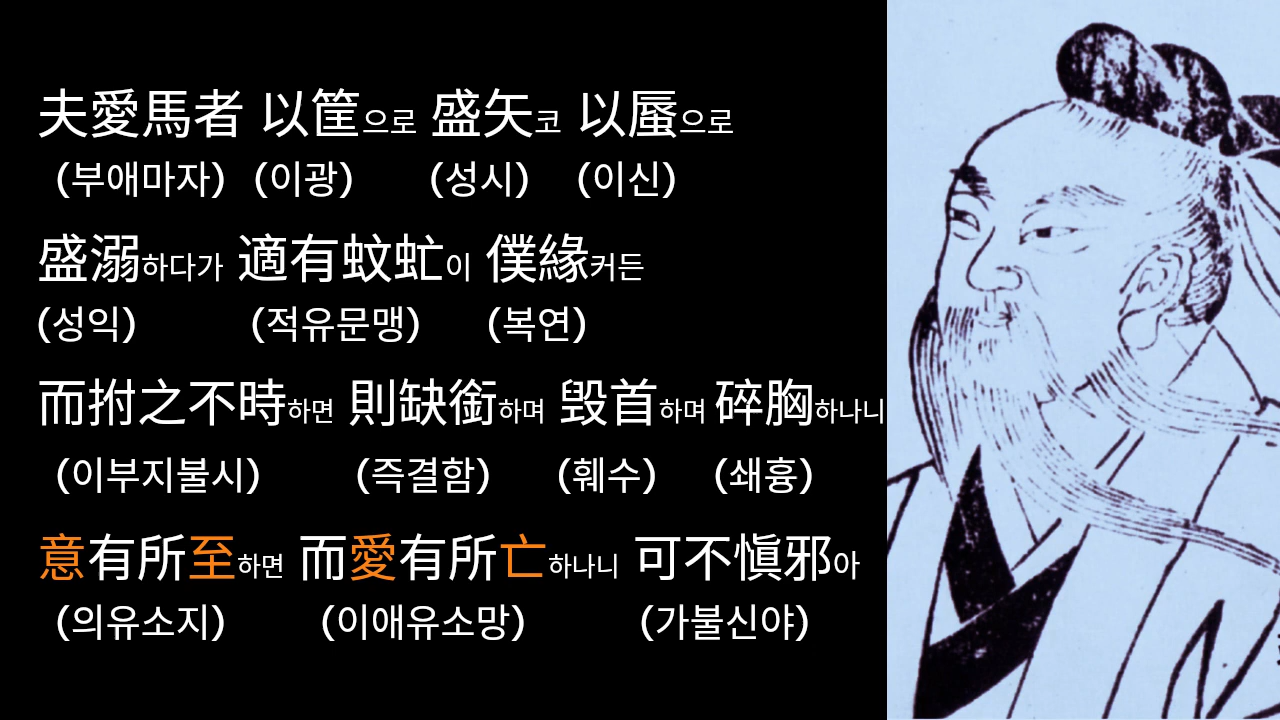 夫愛馬者 以筐으로 盛矢코 以蜃으로
(부애마자) (이광) (성시) (이신)
盛溺하다가 適有蚊虻이 僕緣커든
(성익) (적유문맹) (복연)
而拊之不時하면 則缺銜하며 毁首하며 碎胸하나니
(이부지불시) (즉결함) (훼수) (쇄흉)
意有所至하면 而愛有所亡하나니 可不愼邪아
(의유소지) (이애유소망) (가불신야)